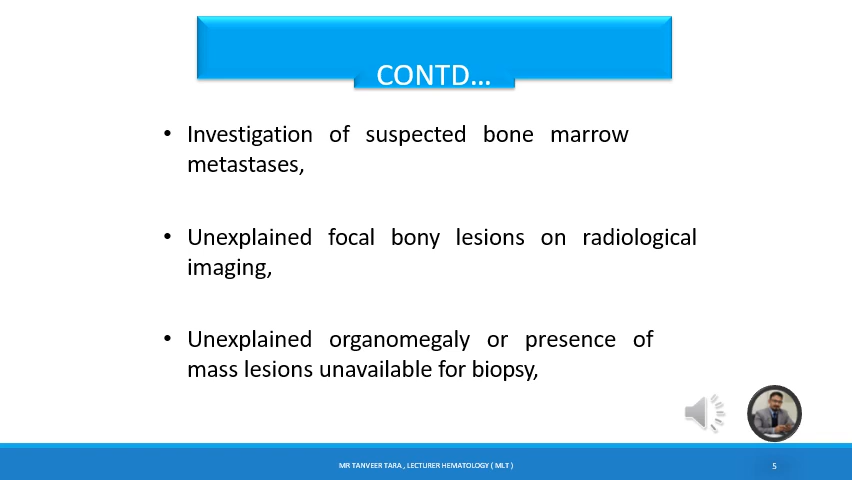 CONTD…
• Investigation of suspected bone marrow
metastases,
• Unexplained focal bony lesions on radiological
imaging,
• Unexplained organomegaly or presence of
mass lesions unavailable for biopsy,
MR TANVEER TARA , LECTURER HEMATOLOGY ( MLT )
5